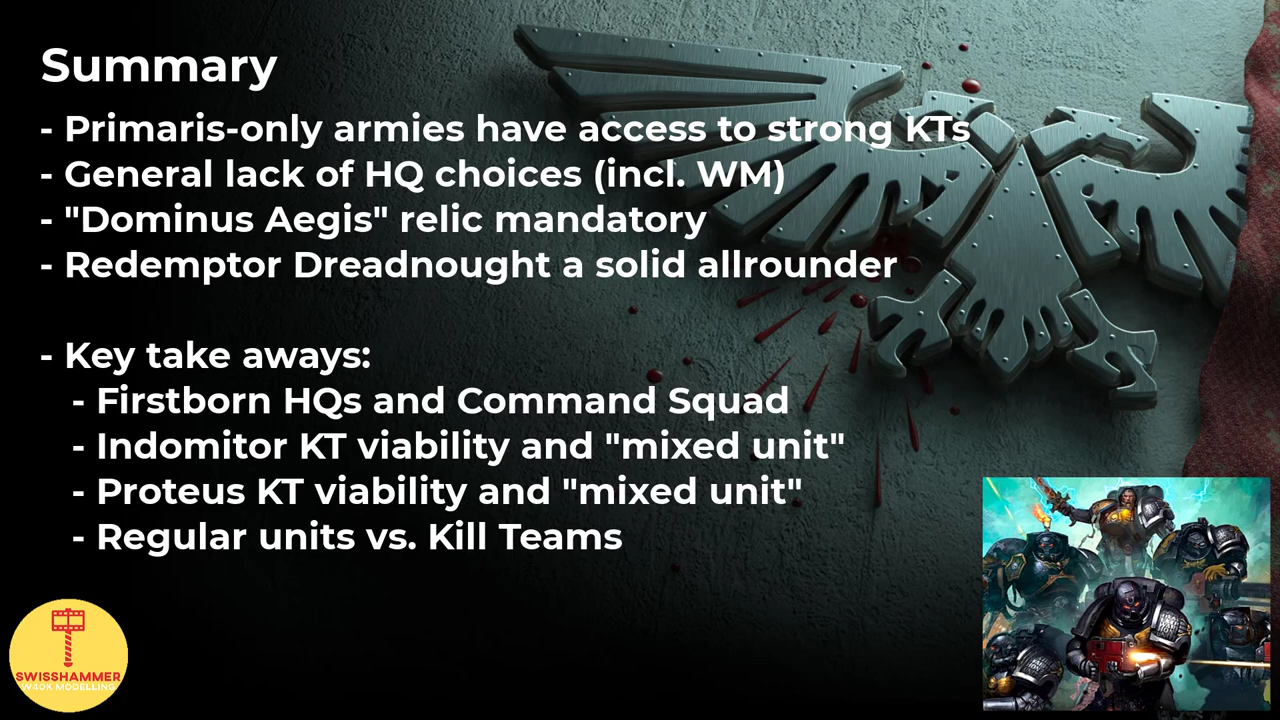 Summary
- Primaris-only armies have access to strong KTs
- General lack of HQ choices (incl. WM)
- "Dominus Aegis" relic mandatory
- Redemptor Dreadnought a solid allrounder
- Key take aways:
- Firstborn HQs and Command Squad
- Indomitor KT viability and "mixed unit"
- Proteus KT viability and "mixed unit"
- Regular units vs. Kill Teams
SWISSHAMMER
W40K MODELLING